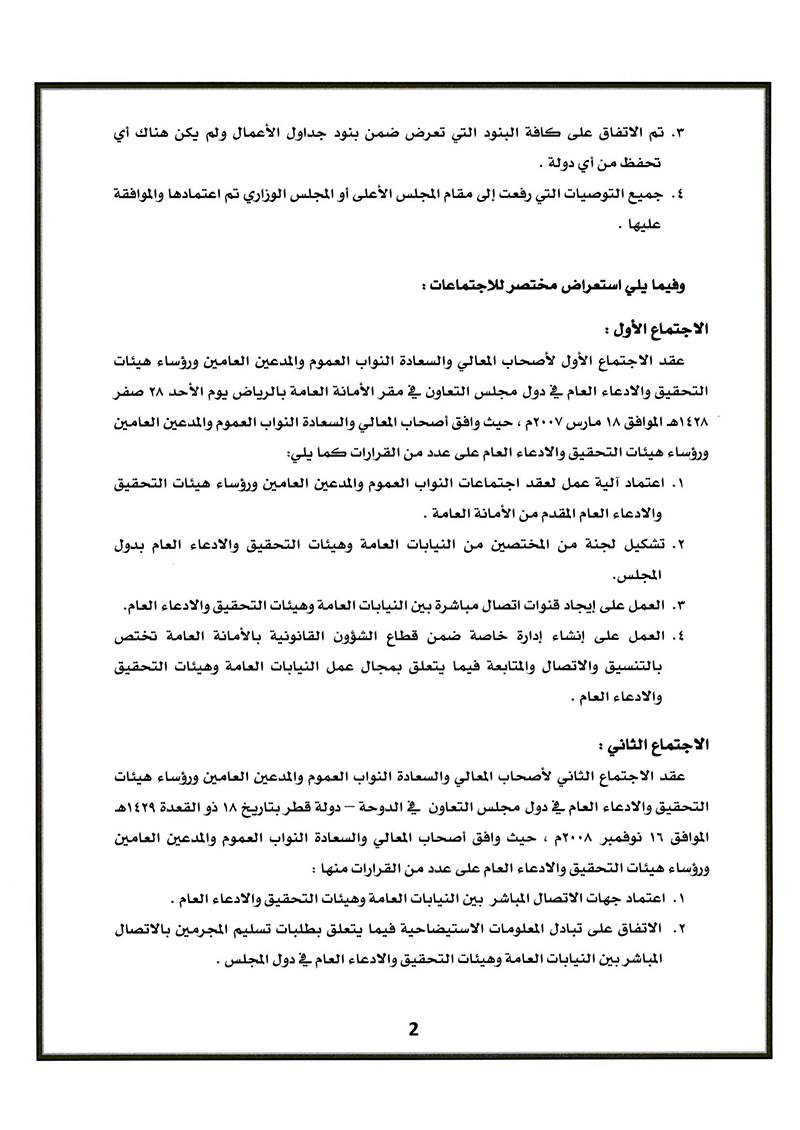 ٣. تم الاتفاق على كافة البنود التي تعرض ضمن بنود جداول الأعمال ولم يكن هناك أي
تحفظ من أي دولة .
٤. جميع التوصيات التي رفعت إلى مقام المجلس الأعلى أو المجلس الوزاري تم اعتمادها والموافقة
عليها .
وفيما يلي استعراض مختصر للاجتماعات :
الاجتماع الأول :
عقد الاجتماع الأول لأصحاب المعالي والسعادة النواب العموم والمدعين العامين ورؤساء هيئات
التحقيق والادعاء العام في دول مجلس التعاون في مقر الأمانة العامة بالرياض يوم الأحد ٢٨ صفر
١٤٢٨هـ الموافق ١٨ مارس ٢٠٠٧م ، حيث وافق أصحاب المعالي والسعادة النواب العموم والمدعين العامين
ورؤساء هيئات التحقيق والادعاء العام على عدد من القرارات كما يلي:
١. اعتماد آلية عمل لعقد اجتماعات النواب العموم والمدعين العامين ورؤساء هيئات التحقيق
والادعاء العام المقدم من الأمانة العامة .
٢. تشكيل لجنة من المختصين من النيابات العامة وهيئات التحقيق والادعاء العام بدول
المجلس.
٣. العمل على إيجاد قنوات اتصال مباشرة بين النيابات العامة وهيئات التحقيق والادعاء العام.
٤. العمل على إنشاء إدارة خاصة ضمن قطاع الشؤون القانونية بالأمانة العامة تختص
بالتنسيق والاتصال والمتابعة فيما يتعلق بمجال عمل النيابات العامة وهيئات التحقيق
والادعاء العام .
الاجتماع الثاني :
عقد الاجتماع الثاني لأصحاب المعالي والسعادة النواب العموم والمدعين العامين ورؤساء هيئات
التحقيق والادعاء العام في دول مجلس التعاون في الدوحة – دولة قطر بتاريخ ١٨ ذو القعدة ١٤٢٩هـ
الموافق ١٦ نوفمبر ٢٠٠٨م ، حيث وافق أصحاب المعالي والسعادة النواب العموم والمدعين العامين
ورؤساء هيئات التحقيق والادعاء العام على عدد من القرارات منها :
١. اعتماد جهات الاتصال المباشر بين النيابات العامة وهيئات التحقيق والادعاء العام .
٢. الاتفاق على تبادل المعلومات الاستيضاحية فيما يتعلق بطلبات تسليم المجرمين بالاتصال
المباشر بين النيابات العامة وهيئات التحقيق والادعاء العام في دول المجلس .
2